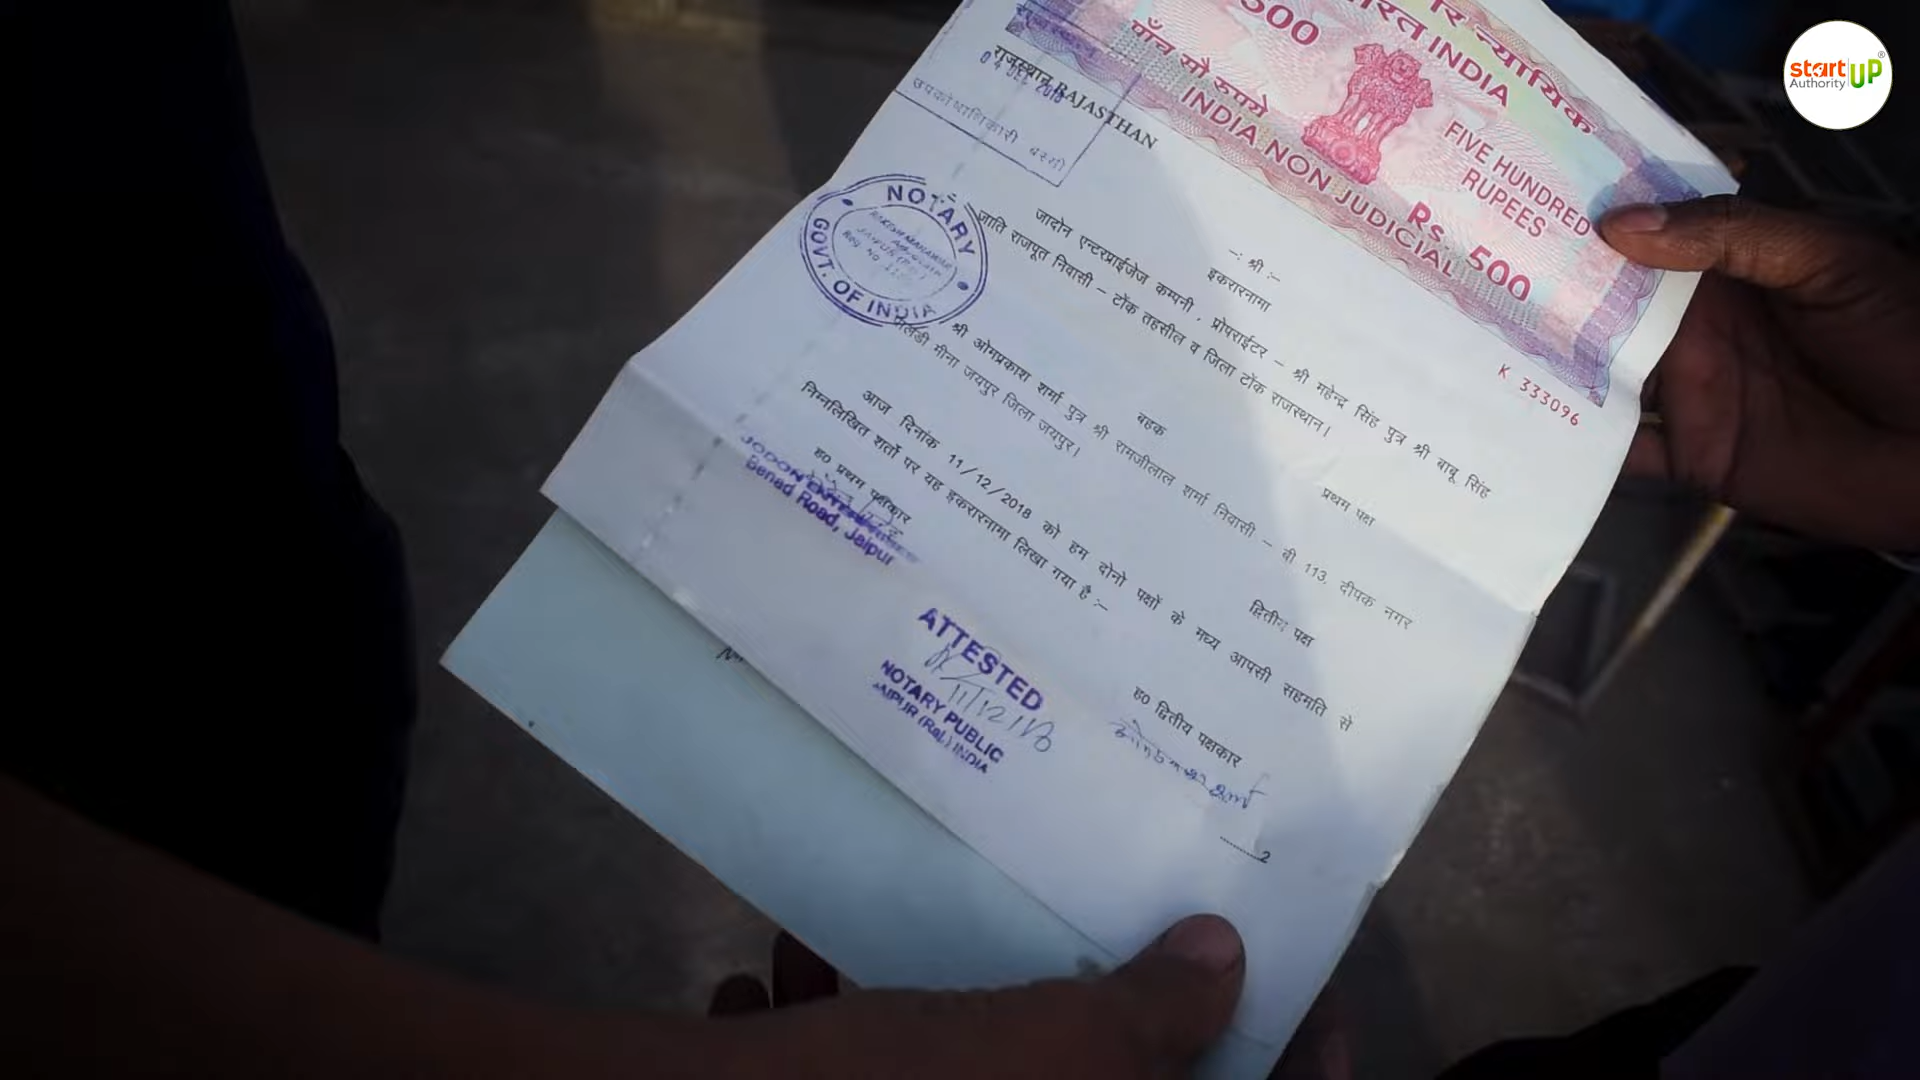 start UP®
Authority
500
भारत INDIA
न्यायिक
पाँच सौ रुपये
FIVE HUNDRED
RUPEES
Rs. 500
INDIA NON JUDICIAL
राजस्थान RAJASTHAN
K 333096
NOTARY
GOVT. OF INDIA
-: श्री :-
इकरारनामा
जादोन एन्टरप्राईजेज कम्पनी , प्रोपराईटर – श्री महेन्द्र सिंह पुत्र श्री बाबू सिंह
जाति राजपूत निवासी – टोंक तहसील व जिला टोंक राजस्थान।
प्रथम पक्ष
बहक
श्री ओमप्रकाश शर्मा पुत्र श्री रामजीलाल शर्मा निवासी – बी 113, दीपक नगर
मीना जयपुर जिला जयपुर।
द्वितीय पक्ष
आज दिनांक 11/12/2018 को हम दोनो पक्षों के मध्य आपसी सहमति से
निम्नलिखित शर्तो पर यह इकरारनामा लिखा गया है :–
ह0 प्रथम पक्षकार
JODON
Benad Road, Jaipur
ह0 द्वितीय पक्षकार
ATTESTED
11/12/18
NOTARY PUBLIC
JAIPUR (Raj.) INDIA
..........2